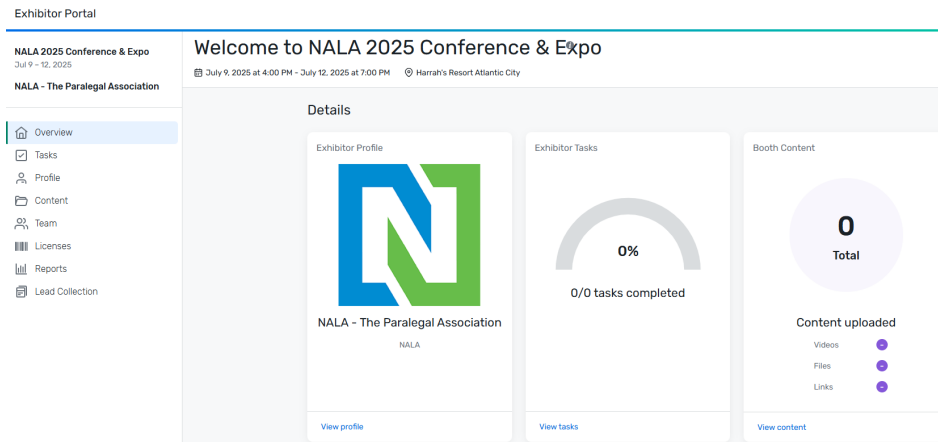 Exhibitor Portal
NALA 2025 Conference & Expo
Jul 9 - 12, 2025
NALA - The Paralegal Association
Overview
Tasks
Profile
Content
Team
Licenses
Reports
Lead Collection
Welcome to NALA 2025 Conference & Expo
July 9, 2025 at 4:00 PM - July 12, 2025 at 7:00 PM
Harrah's Resort Atlantic City
Details
Exhibitor Profile
N
NALA - The Paralegal Association
NALA
View profile
Exhibitor Tasks
0%
0/0 tasks completed
View tasks
Booth Content
0
Total
Content uploaded
Videos -
Files -
Links -
View content